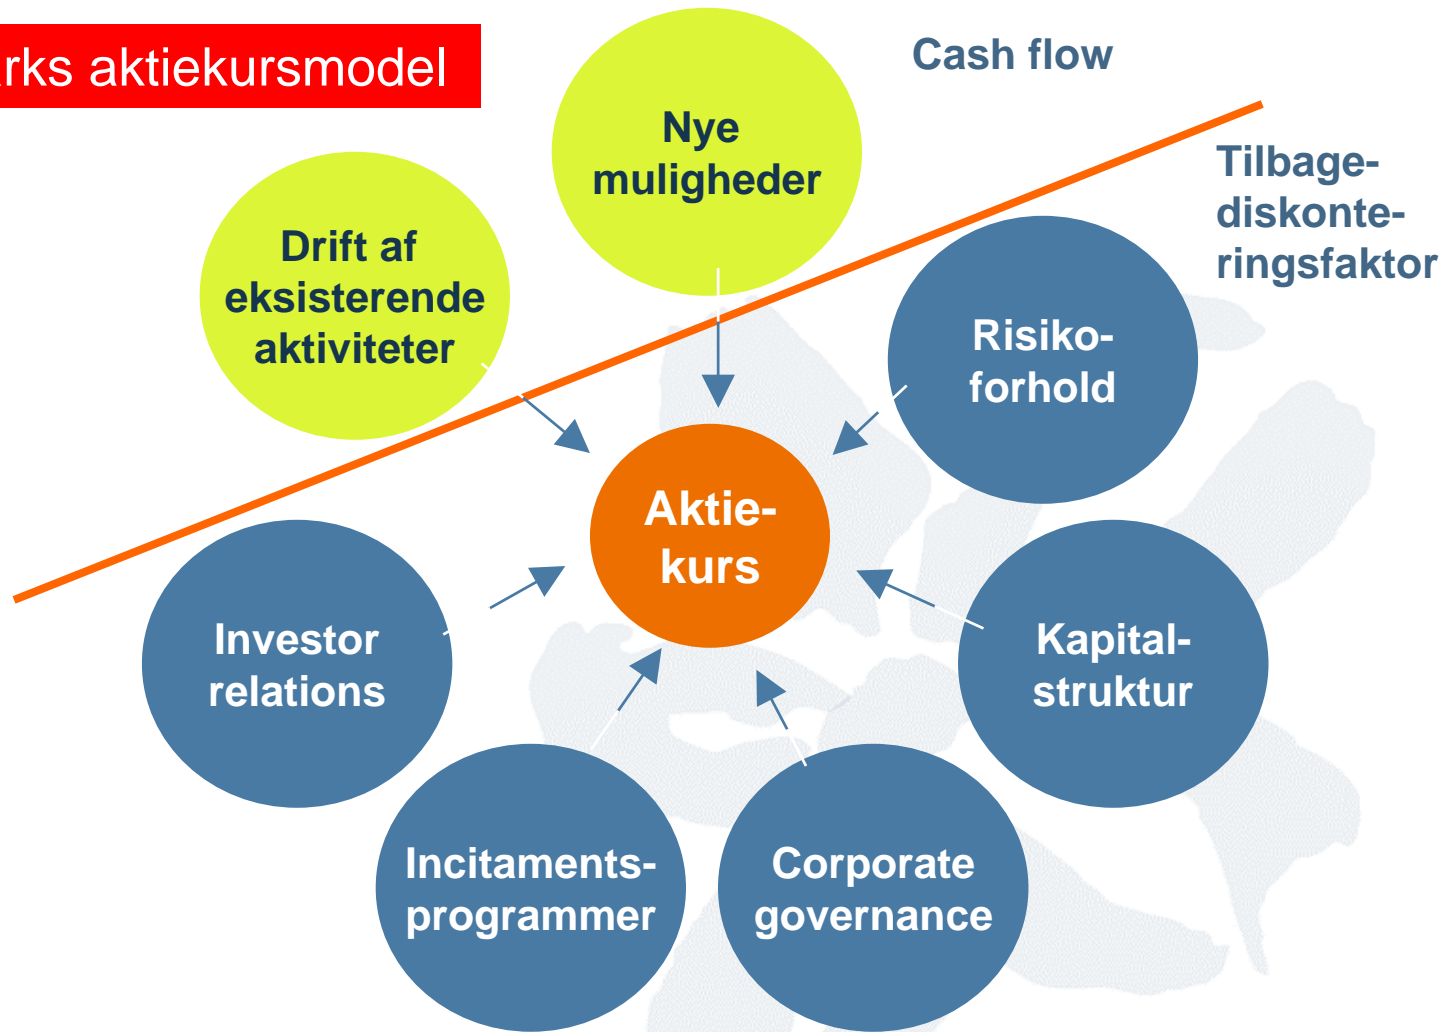 rks aktiekursmodel
Cash flow
Nye
muligheder
Tilbage-
diskonte-
ringsfaktor
Drift af
eksisterende
aktiviteter
Risiko-
forhold
Aktie-
kurs
Investor
relations
Kapital-
struktur
Incitaments-
programmer
Corporate
governance